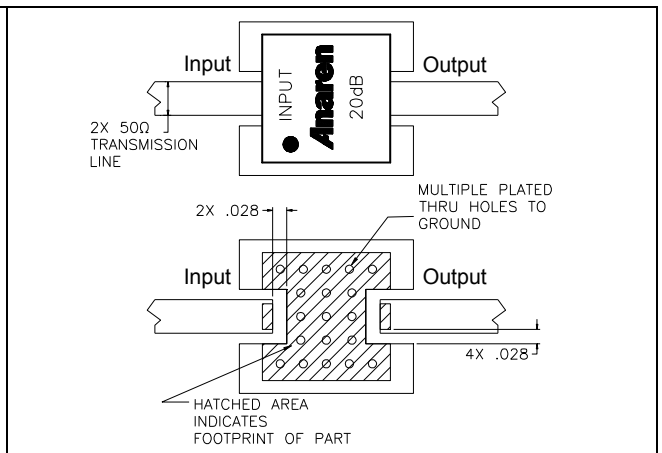 Input
Output
INPUT
Anaren
20dB
2X 50Ω
TRANSMISSION
LINE
MULTIPLE PLATED
THRU HOLES TO
GROUND
2X .028
Input
Output
4X .028
HATCHED AREA
INDICATES
FOOTPRINT OF PART